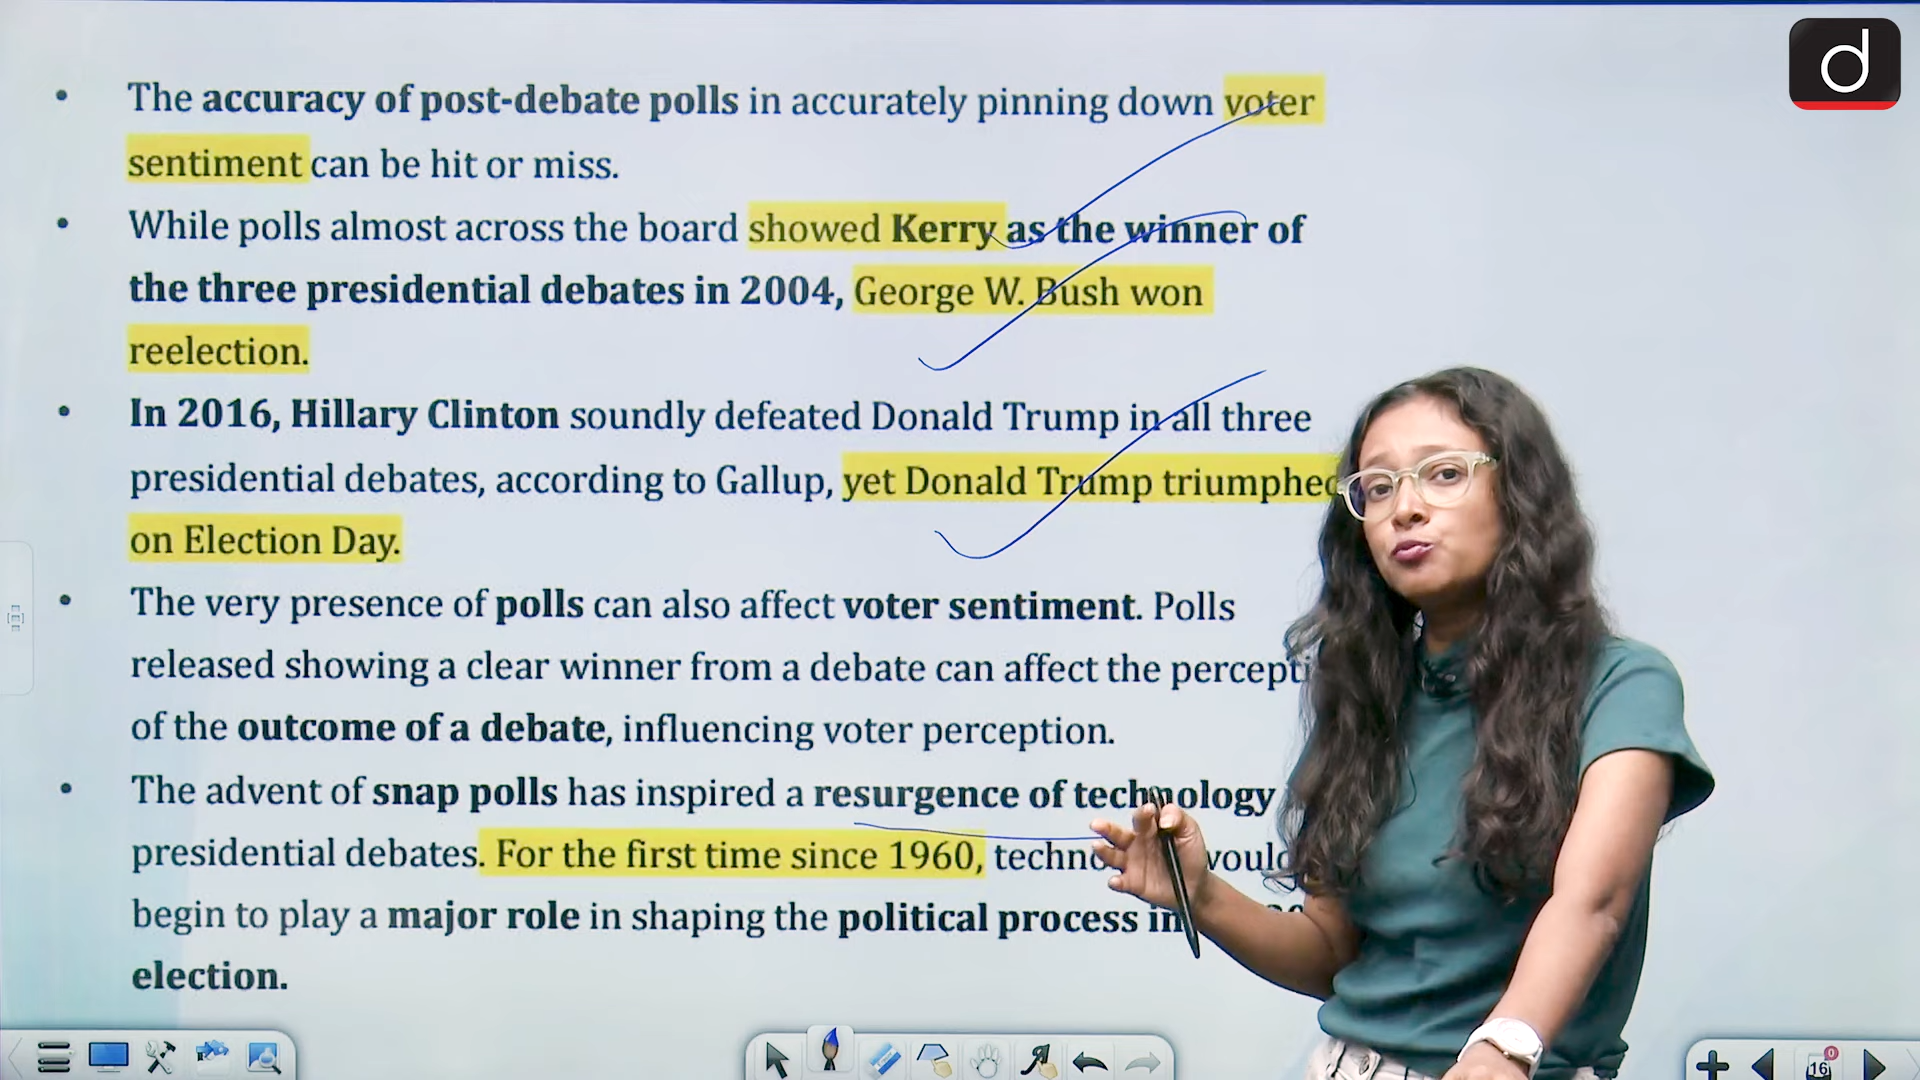 d
• The accuracy of post-debate polls in accurately pinning down voter
sentiment can be hit or miss.
• While polls almost across the board showed Kerry as the winner of
the three presidential debates in 2004, George W. Bush won
reelection.
• In 2016, Hillary Clinton soundly defeated Donald Trump in all three
presidential debates, according to Gallup, yet Donald Trump triumphed
on Election Day.
• The very presence of polls can also affect voter sentiment. Polls
released showing a clear winner from a debate can affect the percepti
of the outcome of a debate, influencing voter perception.
• The advent of snap polls has inspired a resurgence of technology
presidential debates. For the first time since 1960, techno would
begin to play a major role in shaping the political process in
election.
16
0